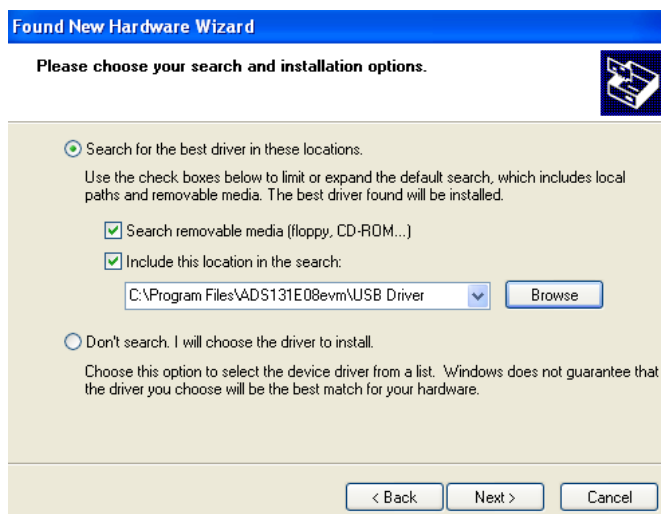 Found New Hardware Wizard
Please choose your search and installation options.
Search for the best driver in these locations.
Use the check boxes below to limit or expand the default search, which includes local
paths and removable media. The best driver found will be installed.
Search removable media (floppy, CD-ROM...)
Include this location in the search:
C:\Program Files\ADS131E08evm\USB Driver
Browse
Don't search. I will choose the driver to install.
Choose this option to select the device driver from a list. Windows does not guarantee that
the driver you choose will be the best match for your hardware.
< Back Next > Cancel